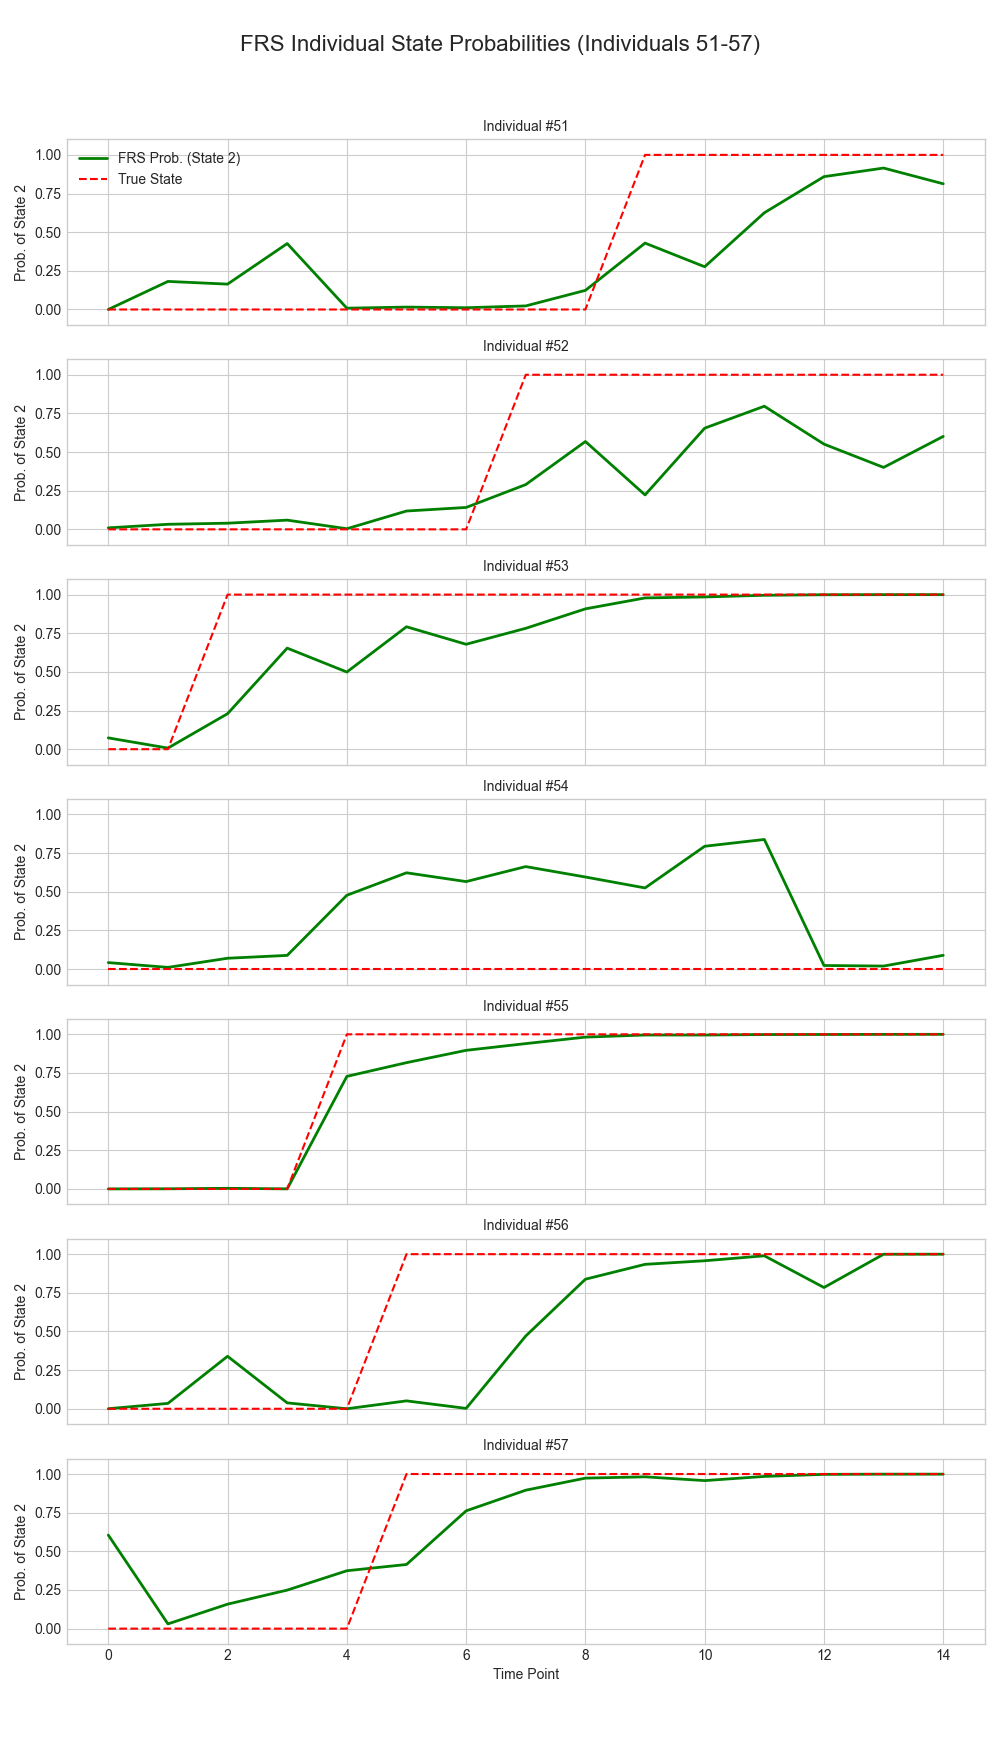 FRS Individual State Probabilities (Individuals 51-57)
Individual #51
1.00
0.75
0.50
0.25
0.00
Prob. of State 2
FRS Prob. (State 2)
True State
Individual #52
1.00
0.75
0.50
0.25
0.00
Prob. of State 2
Individual #53
1.00
0.75
0.50
0.25
0.00
Prob. of State 2
Individual #54
1.00
0.75
0.50
0.25
0.00
Prob. of State 2
Individual #55
1.00
0.75
0.50
0.25
0.00
Prob. of State 2
Individual #56
1.00
0.75
0.50
0.25
0.00
Prob. of State 2
Individual #57
1.00
0.75
0.50
0.25
0.00
Prob. of State 2
0 2 4 6 8 10 12 14
Time Point